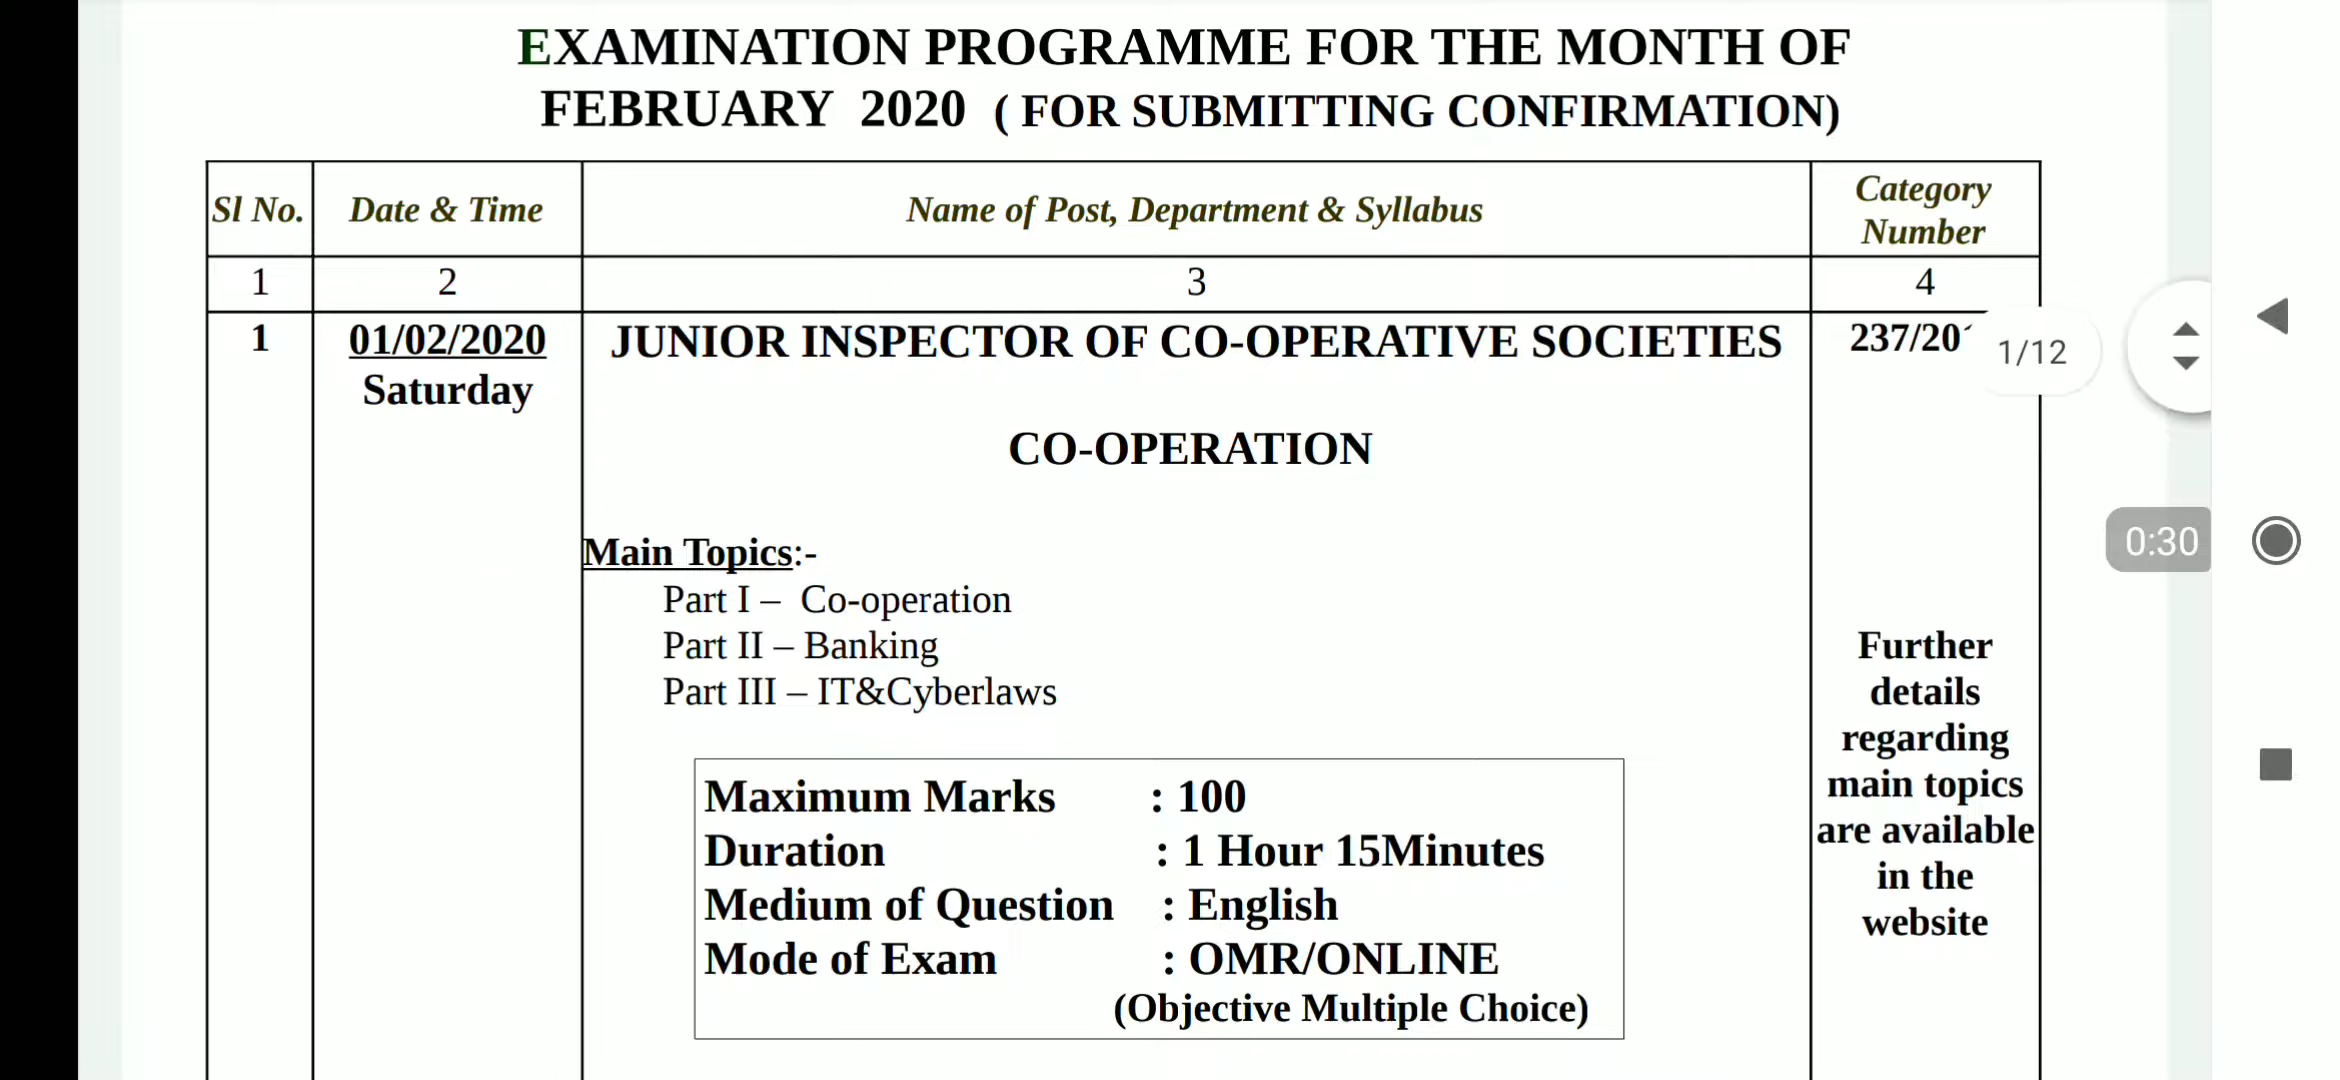 EXAMINATION PROGRAMME FOR THE MONTH OF
FEBRUARY 2020 ( FOR SUBMITTING CONFIRMATION)
Sl No.
Date & Time
Name of Post, Department & Syllabus
Category
Number
1
2
3
4
1
01/02/2020
Saturday
JUNIOR INSPECTOR OF CO-OPERATIVE SOCIETIES
CO-OPERATION
Main Topics:-
Part I – Co-operation
Part II – Banking
Part III – IT&Cyberlaws
Maximum Marks : 100
Duration : 1 Hour 15Minutes
Medium of Question : English
Mode of Exam : OMR/ONLINE
(Objective Multiple Choice)
Further
details
regarding
main topics
are available
in the
website
1/12
0:30